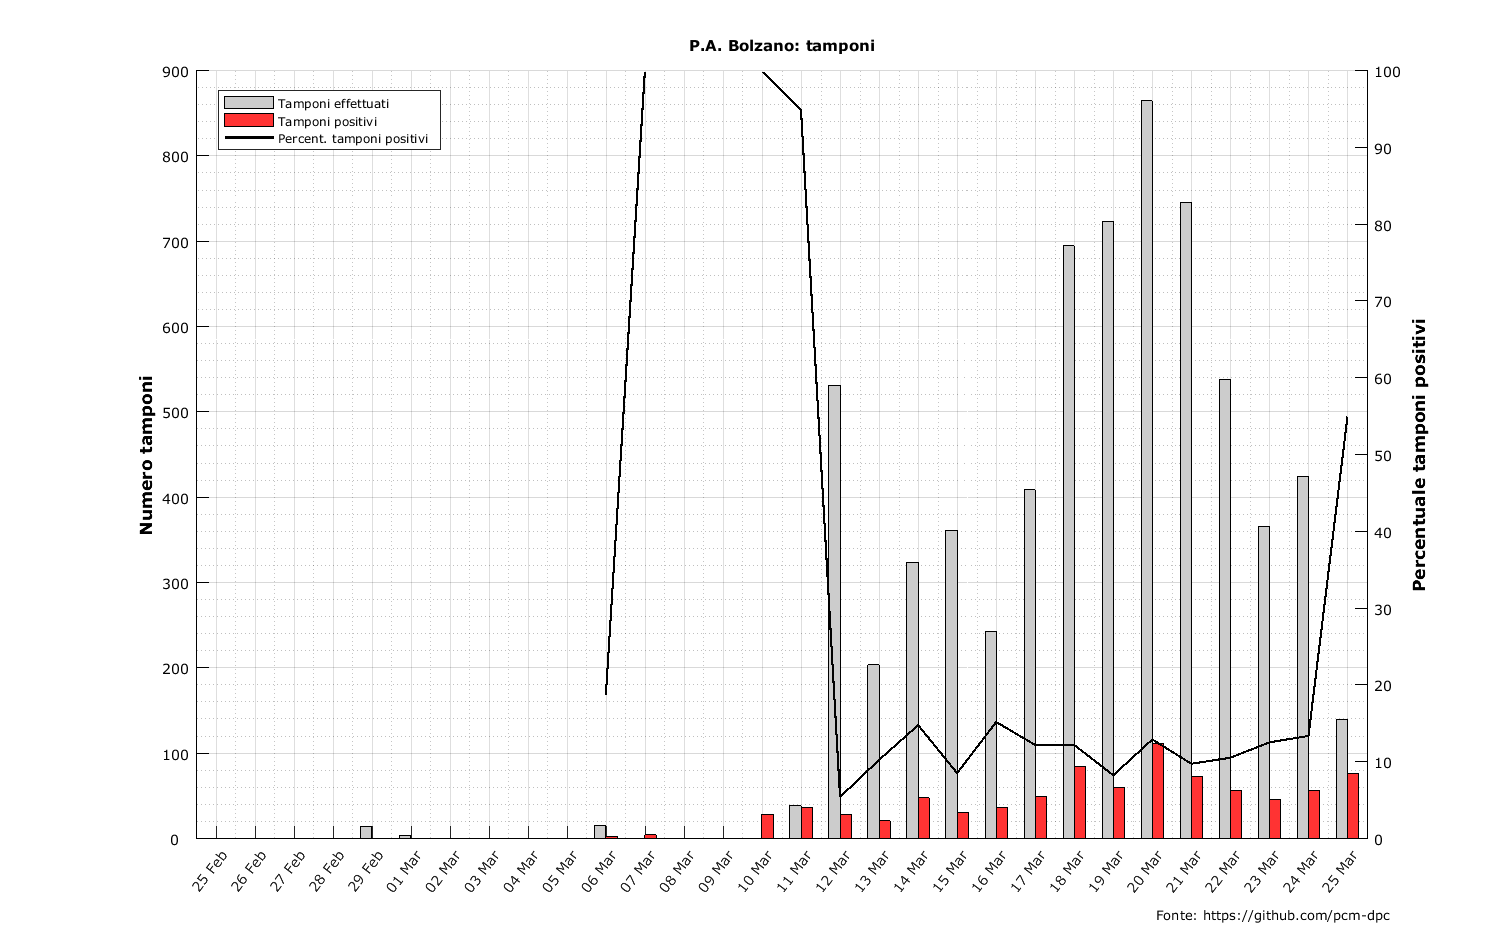 P.A. Bolzano: tamponi
Tamponi effettuati
Tamponi positivi
Percent. tamponi positivi
Numero tamponi
900
800
700
600
500
400
300
200
100
0
100
90
80
70
60
50
40
30
20
10
0
Percentuale tamponi positivi
25 Feb
26 Feb
27 Feb
28 Feb
29 Feb
01 Mar
02 Mar
03 Mar
04 Mar
05 Mar
06 Mar
07 Mar
08 Mar
09 Mar
10 Mar
11 Mar
12 Mar
13 Mar
14 Mar
15 Mar
16 Mar
17 Mar
18 Mar
19 Mar
20 Mar
21 Mar
22 Mar
23 Mar
24 Mar
25 Mar
Fonte: https://github.com/pcm-dpc